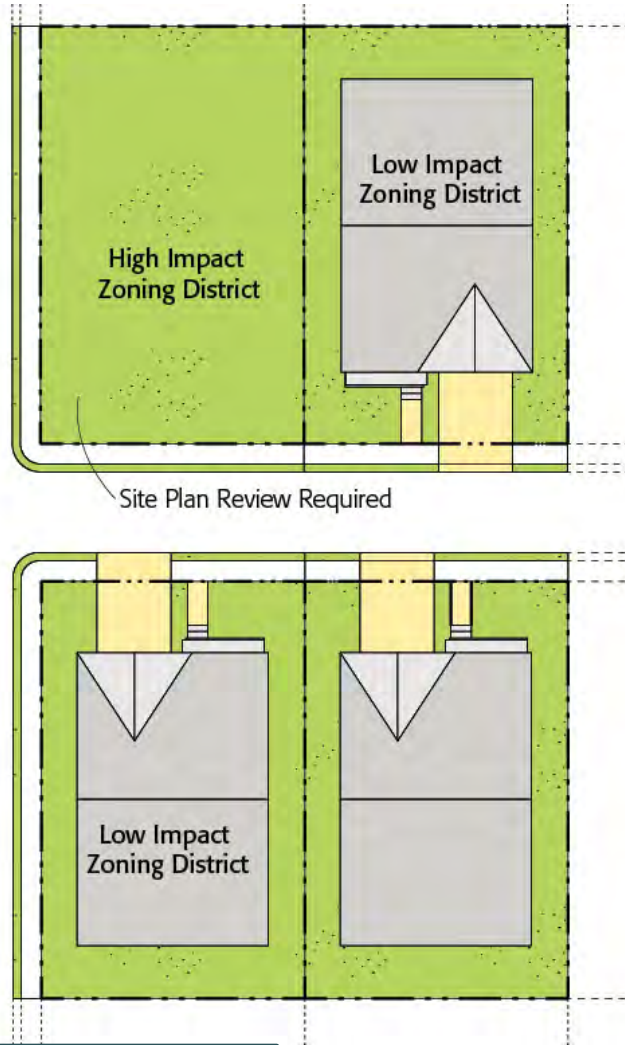 Low Impact
Zoning District
High Impact
Zoning District
Site Plan Review Required
Low Impact
Zoning District